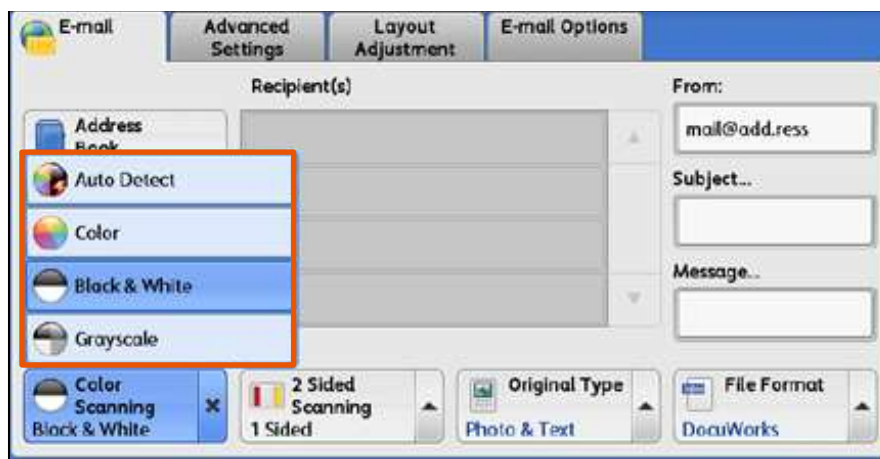 E-mail
Advanced
Settings
Layout
Adjustment
E-mail Options
Recipient(s)
From:
Address
Book
mail@add.ress
Auto Detect
Subject...
Color
Message...
Black & White
Grayscale
Color
Scanning
Black & White
2 Sided
Scanning
1 Sided
Original Type
Photo & Text
File Format
DocuWorks